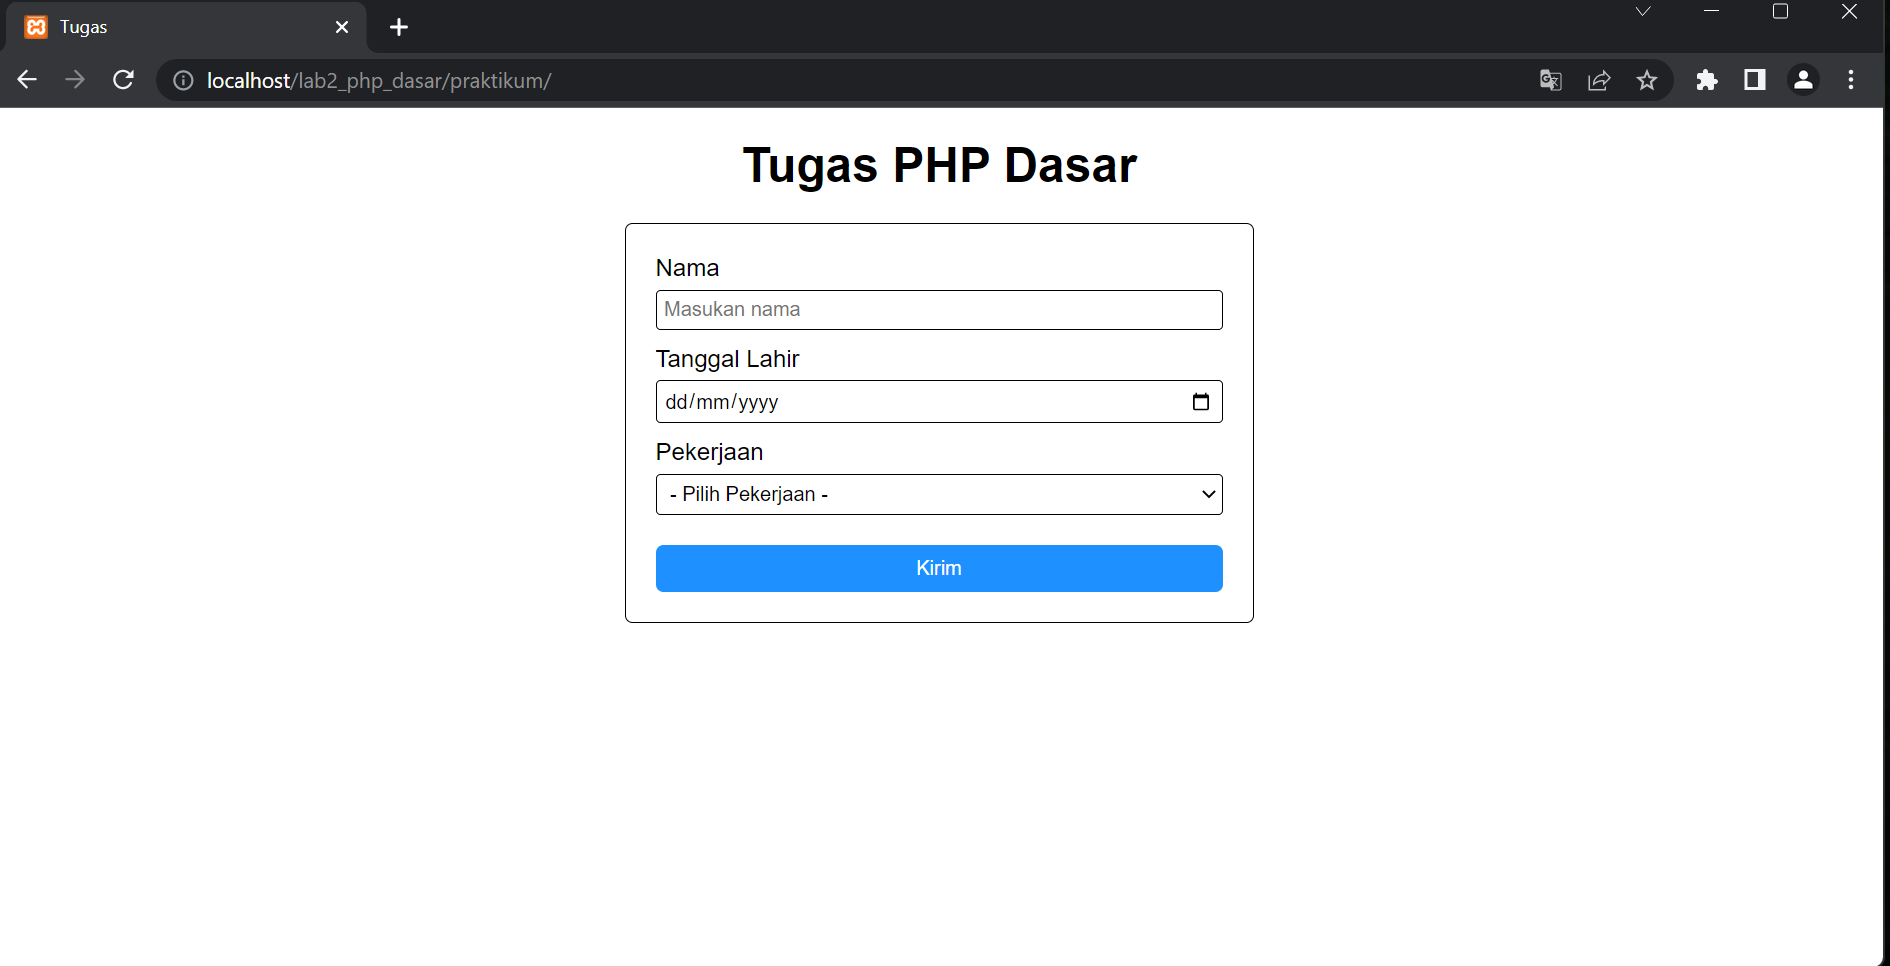 Tugas
localhost/lab2_php_dasar/praktikum/
Tugas PHP Dasar
Nama
Masukan nama
Tanggal Lahir
dd/mm/yyyy
Pekerjaan
- Pilih Pekerjaan -
Kirim